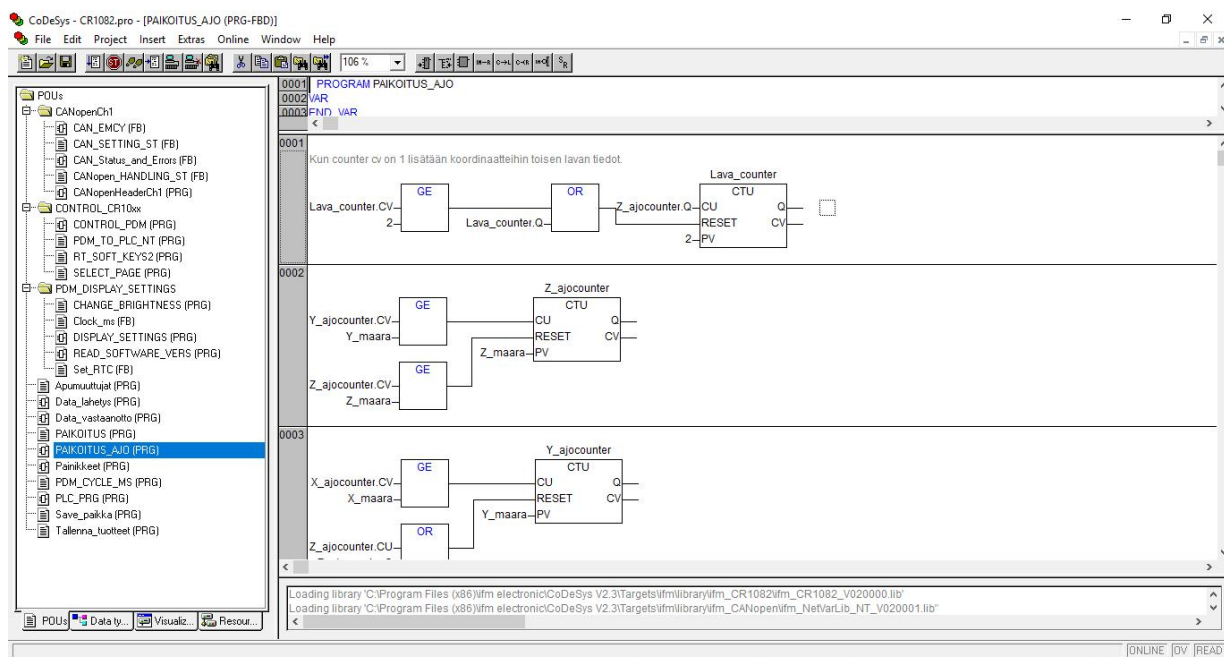 CoDeSys - CR1082.pro - [PAIKOITUS_AJO (PRG-FBD)]
File Edit Project Insert Extras Online Window Help
106 %
POUs
CANopenCh1
CAN_EMCY (FB)
CAN_SETTING_ST (FB)
CAN_Status_and_Errors (FB)
CANopen_HANDLING_ST (FB)
CANopenHeaderCh1 (PRG)
CONTROL_CR10xx
CONTROL_PDM (PRG)
PDM_TO_PLC_NT (PRG)
RT_SOFT_KEYS2 (PRG)
SELECT_PAGE (PRG)
PDM_DISPLAY_SETTINGS
CHANGE_BRIGHTNESS (PRG)
Clock_ms (FB)
DISPLAY_SETTINGS (PRG)
READ_SOFTWARE_VERS (PRG)
Set_RTC (FB)
Apumuuttujat (PRG)
Data_lahetys (PRG)
Data_vastaanotto (PRG)
PAIKOITUS (PRG)
PAIKOITUS_AJO (PRG)
Painikkeet (PRG)
PDM_CYCLE_MS (PRG)
PLC_PRG (PRG)
Save_paikka (PRG)
Tallenna_tuotteet (PRG)
POUs Data ty... Visualiz... Resour...
0001 PROGRAM PAIKOITUS_AJO
0002 VAR
0003 END_VAR
0001
Kun counter cv on 1 lisätään koordinaatteihin toisen lavan tiedot.
Lava_counter
GE OR CTU
Lava_counter.CV Z_ajocounter.Q CU Q
2 Lava_counter.Q RESET CV
2 PV
0002
Z_ajocounter
GE CTU
Y_ajocounter.CV CU Q
Y_maara RESET CV
Z_maara PV
GE
Z_ajocounter.CV
Z_maara
0003
Y_ajocounter
GE CTU
X_ajocounter.CV CU Q
X_maara RESET CV
Y_maara PV
OR
Z_ajocounter.CU
Loading library 'C:\Program Files (x86)\ifm electronic\CoDeSys V2.3\Targets\ifm\library\ifm_CR1082\ifm_CR1082_V020000.lib'
Loading library 'C:\Program Files (x86)\ifm electronic\CoDeSys V2.3\Targets\ifm\library\ifm_CANopen\ifm_NetVarLib_NT_V020001.lib"
ONLINE OV READ